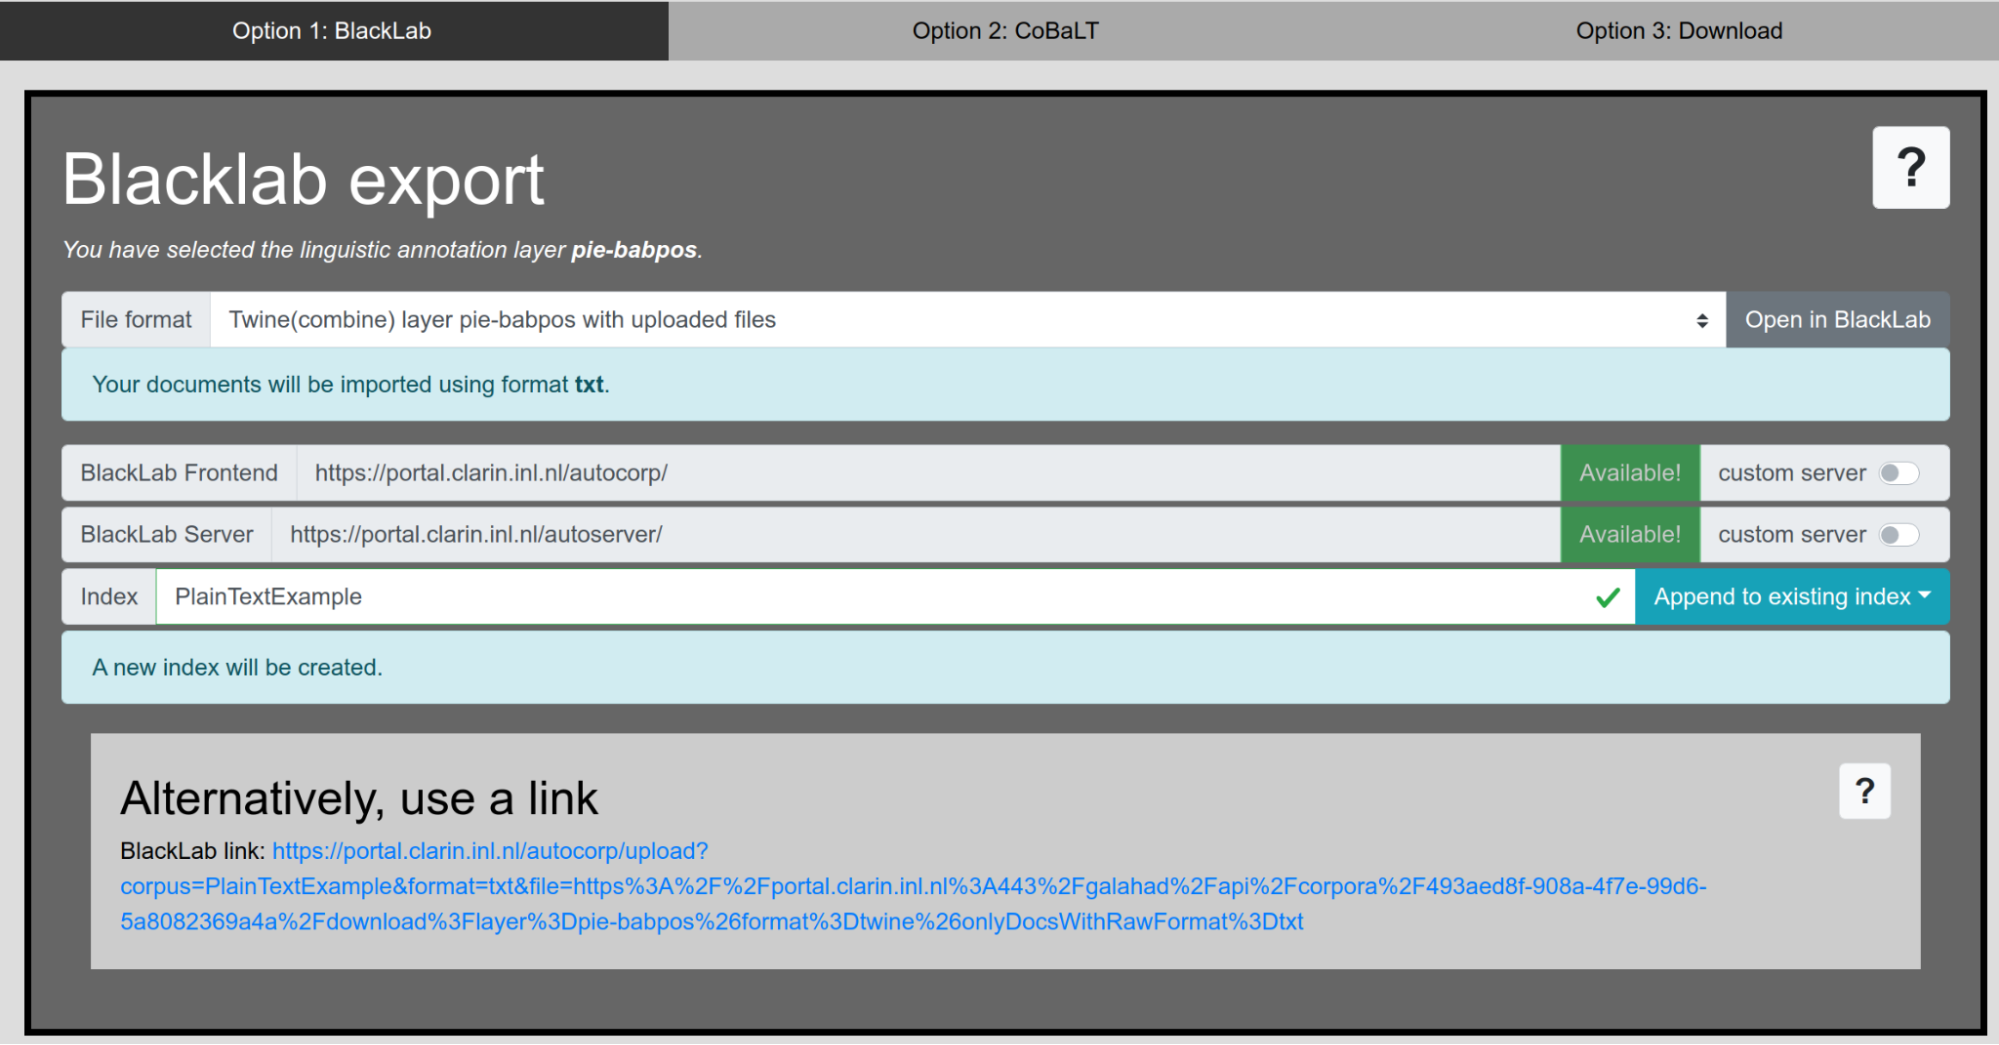 Option 1: BlackLab
Option 2: CoBaLT
Option 3: Download
Blacklab export
?
You have selected the linguistic annotation layer pie-babpos.
File format
Twine(combine) layer pie-babpos with uploaded files
Open in BlackLab
Your documents will be imported using format txt.
BlackLab Frontend
https://portal.clarin.inl.nl/autocorp/
Available!
custom server
BlackLab Server
https://portal.clarin.inl.nl/autoserver/
Available!
custom server
Index
PlainTextExample
Append to existing index
A new index will be created.
Alternatively, use a link
?
BlackLab link: https://portal.clarin.inl.nl/autocorp/upload?
corpus=PlainTextExample&format=txt&file=https%3A%2F%2Fportal.clarin.inl.nl%3A443%2Fgalahad%2Fapi%2Fcorpora%2F493aed8f-908a-4f7e-99d6-
5a8082369a4a%2Fdownload%3Flayer%3Dpie-babpos%26format%3Dtwine%26onlyDocsWithRawFormat%3Dtxt